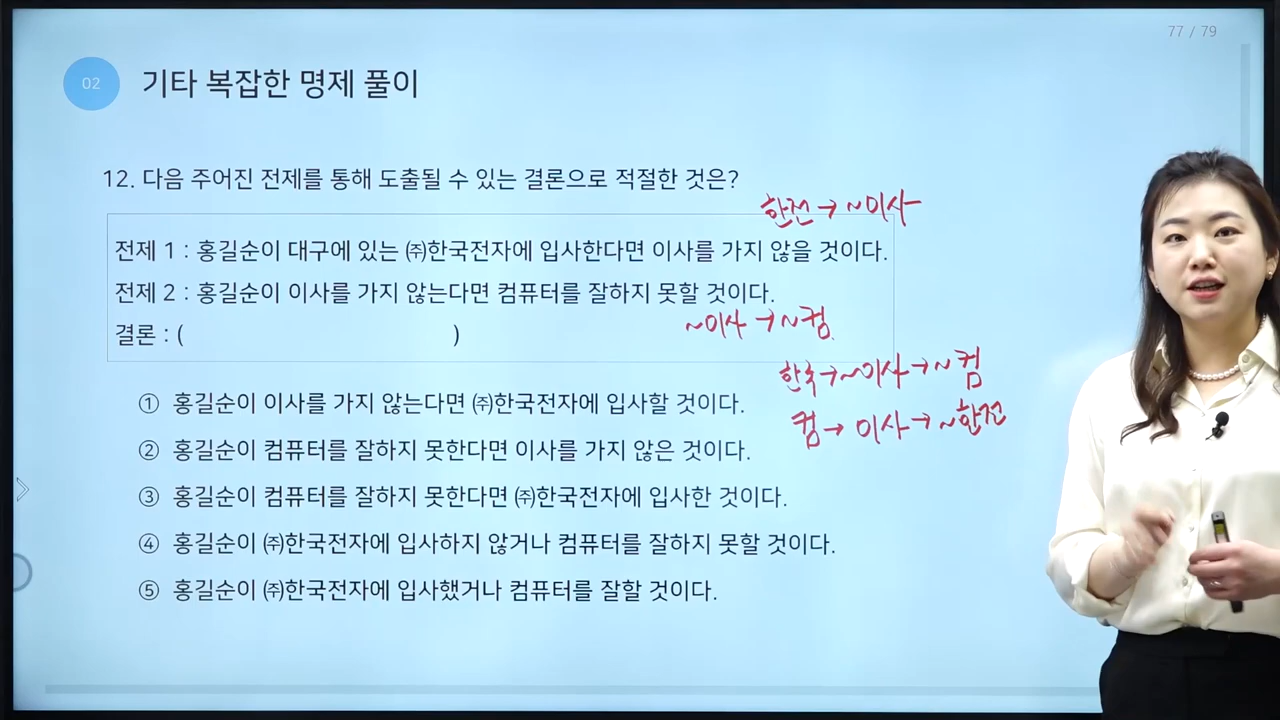 77 / 79
02
기타 복잡한 명제 풀이
12. 다음 주어진 전제를 통해 도출될 수 있는 결론으로 적절한 것은?
한전→~이사
전제 1 : 홍길순이 대구에 있는 ㈜한국전자에 입사한다면 이사를 가지 않을 것이다.
전제 2 : 홍길순이 이사를 가지 않는다면 컴퓨터를 잘하지 못할 것이다.
~이사→~컴
결론 : ( )
한국→~이사→~컴
컴→이사→~한전
① 홍길순이 이사를 가지 않는다면 ㈜한국전자에 입사할 것이다.
② 홍길순이 컴퓨터를 잘하지 못한다면 이사를 가지 않은 것이다.
③ 홍길순이 컴퓨터를 잘하지 못한다면 ㈜한국전자에 입사한 것이다.
④ 홍길순이 ㈜한국전자에 입사하지 않거나 컴퓨터를 잘하지 못할 것이다.
⑤ 홍길순이 ㈜한국전자에 입사했거나 컴퓨터를 잘할 것이다.